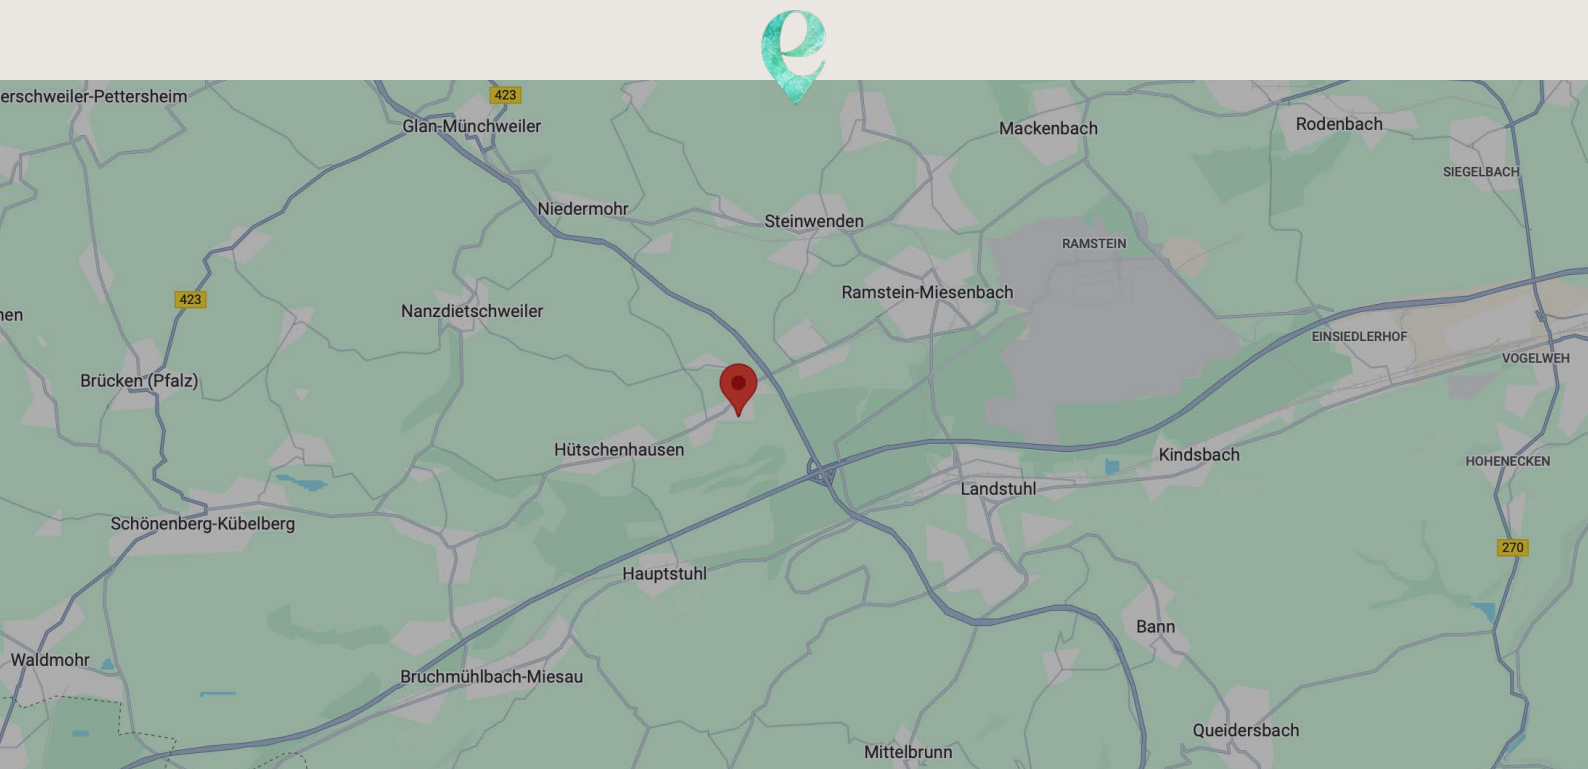 e
erschweiler-Pettersheim
423
Glan-Münchweiler
Mackenbach
Rodenbach
SIEGELBACH
Niedermohr
Steinwenden
RAMSTEIN
423
Nanzdietschweiler
Ramstein-Miesenbach
nen
EINSIEDLERHOF
VOGELWEH
Brücken (Pfalz)
Hütschenhausen
Kindsbach
HOHENECKEN
Landstuhl
Schönenberg-Kübelberg
270
Hauptstuhl
Bann
Waldmohr
Bruchmühlbach-Miesau
Queidersbach
Mittelbrunn